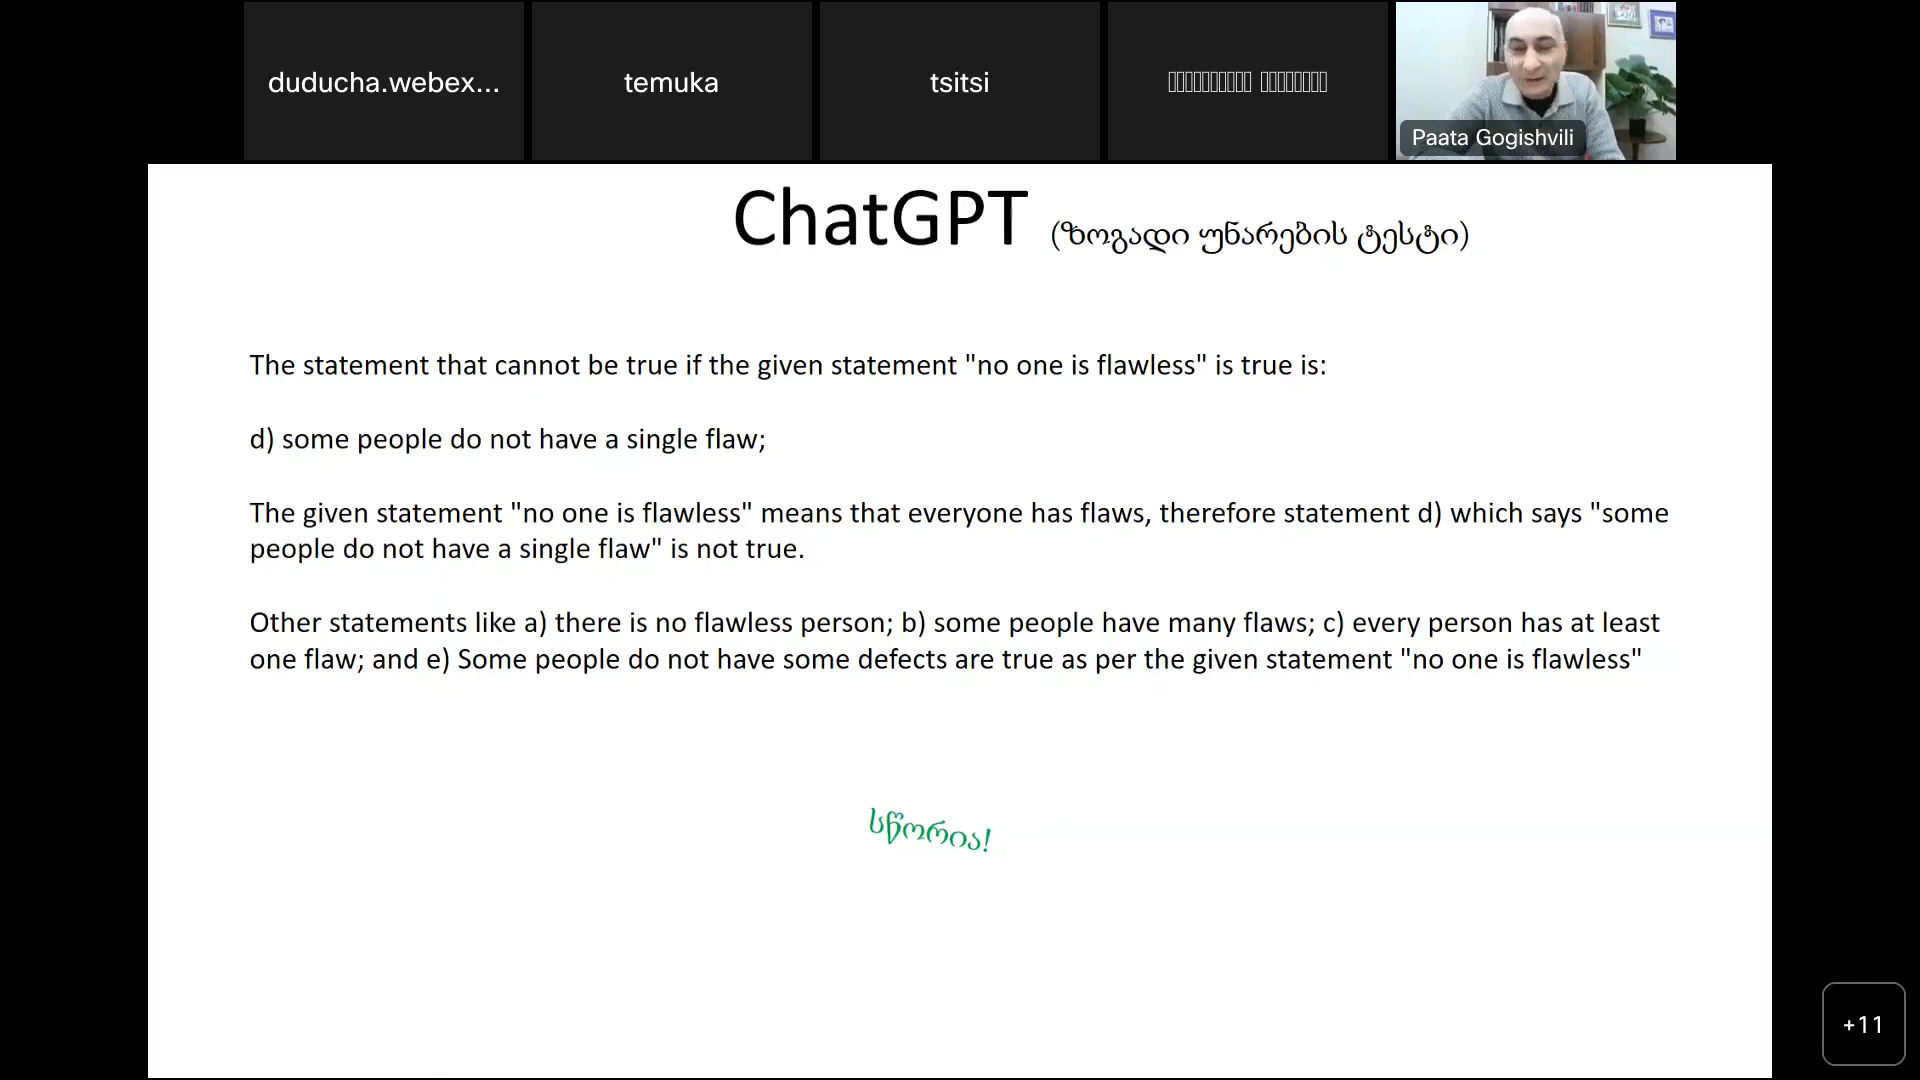 duducha.webex...
temuka
tsitsi
Paata Gogishvili
ChatGPT (ზოგადი უნარების ტესტი)
The statement that cannot be true if the given statement "no one is flawless" is true is:
d) some people do not have a single flaw;
The given statement "no one is flawless" means that everyone has flaws, therefore statement d) which says "some
people do not have a single flaw" is not true.
Other statements like a) there is no flawless person; b) some people have many flaws; c) every person has at least
one flaw; and e) Some people do not have some defects are true as per the given statement "no one is flawless"
სწორია!
+11